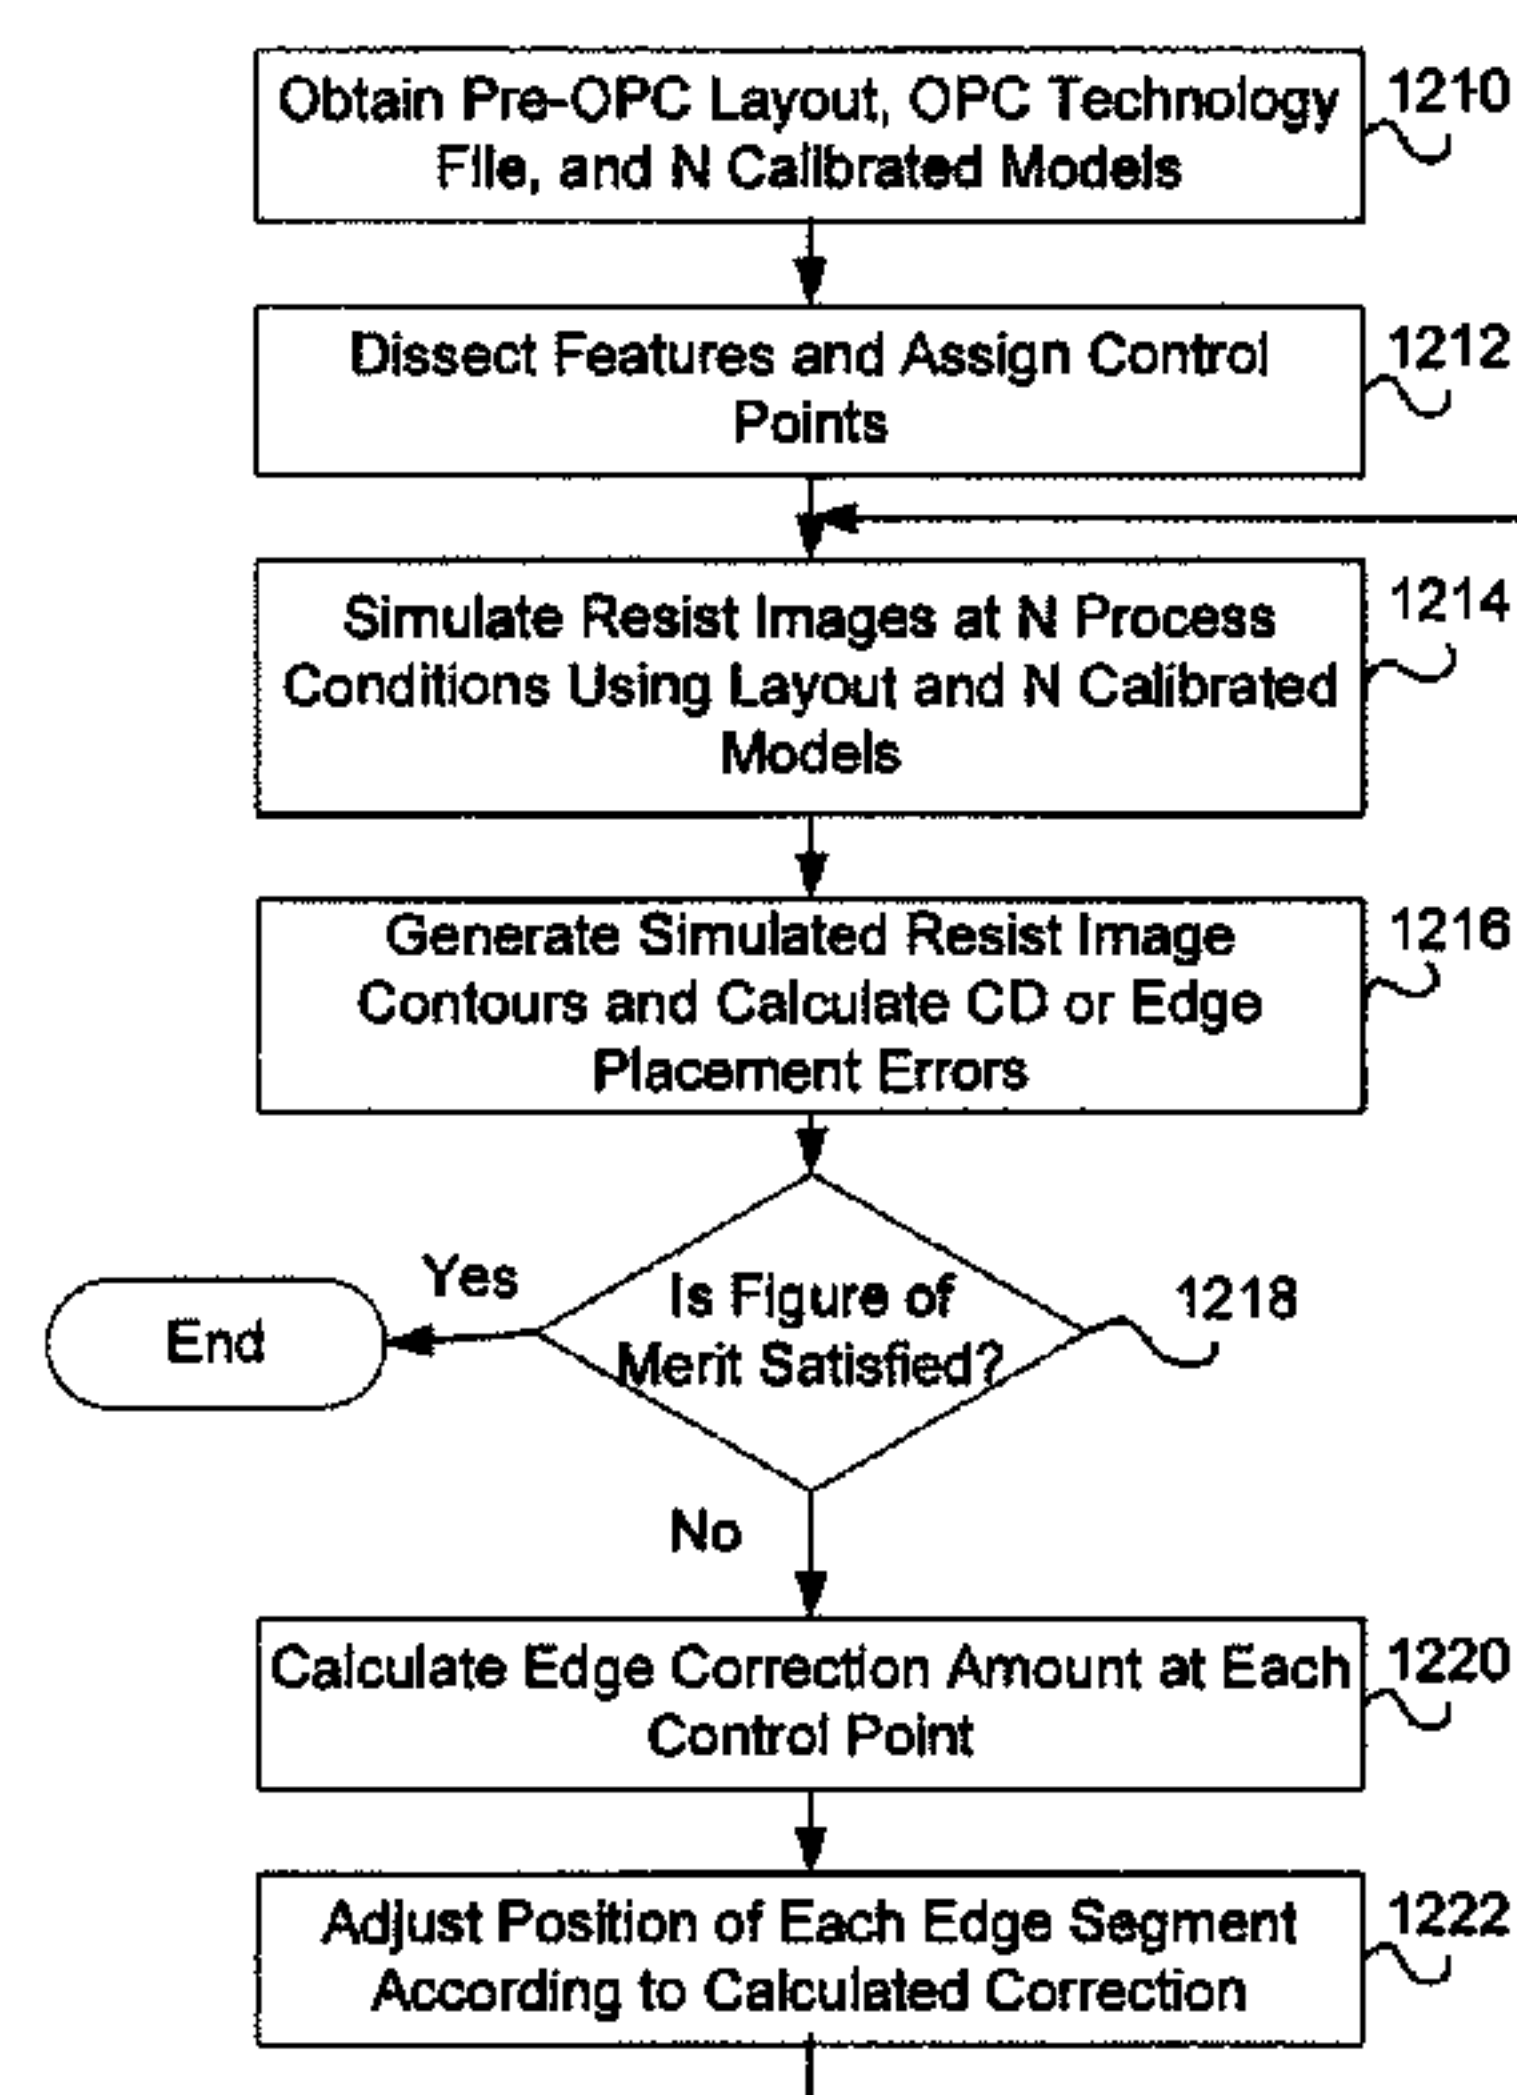 Obtain Pre-OPC Layout, OPC Technology
File, and N Calibrated Models
1210
Dissect Features and Assign Control
Points
1212
Simulate Resist Images at N Process
Conditions Using Layout and N Calibrated
Models
1214
Generate Simulated Resist Image
Contours and Calculate CD or Edge
Placement Errors
1216
Is Figure of
Merit Satisfied?
1218
Yes
End
No
Calculate Edge Correction Amount at Each
Control Point
1220
Adjust Position of Each Edge Segment
According to Calculated Correction
1222